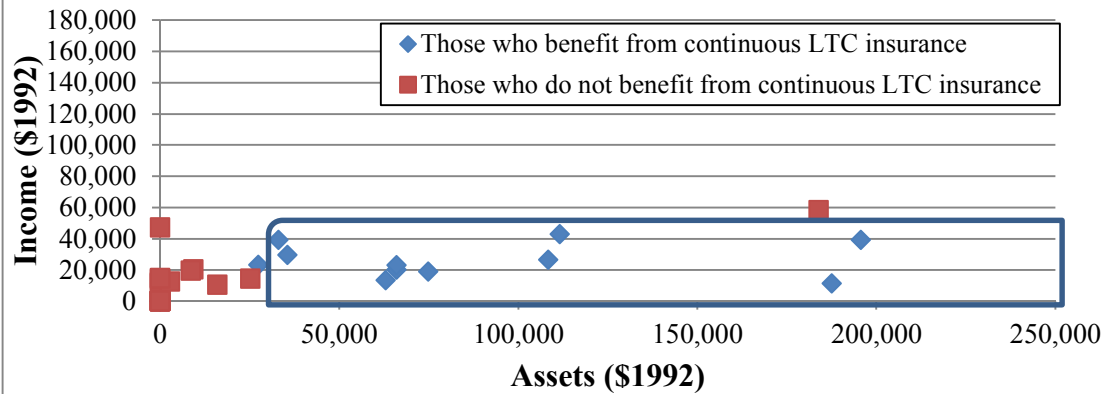 180,000
160,000
140,000
120,000
100,000
80,000
60,000
40,000
20,000
0
Income ($1992)
Those who benefit from continuous LTC insurance
Those who do not benefit from continuous LTC insurance
0 50,000 100,000 150,000 200,000 250,000
Assets ($1992)